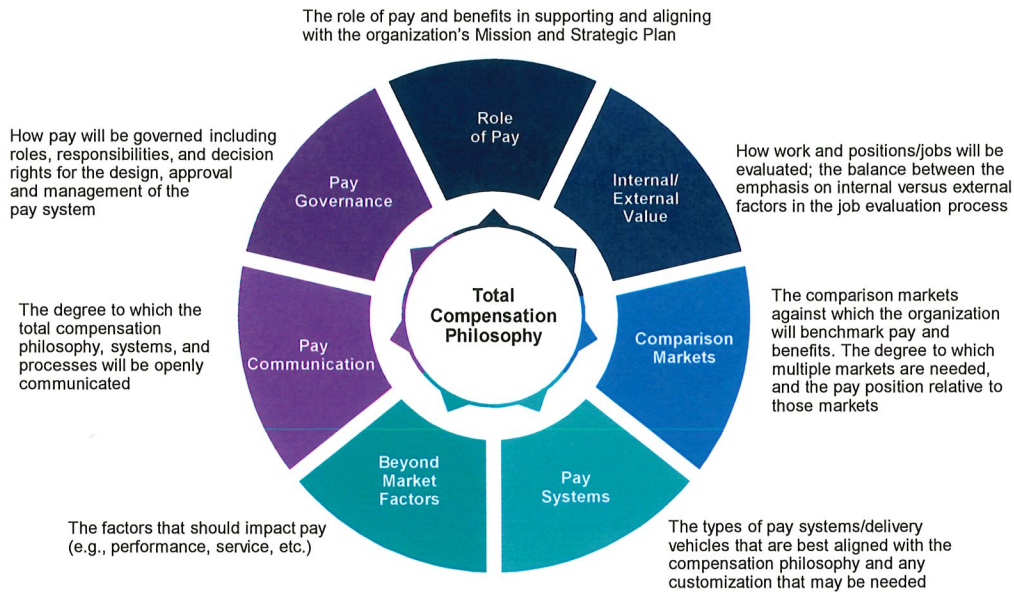 The role of pay and benefits in supporting and aligning
with the organization's Mission and Strategic Plan
Role
of Pay
Internal/
External
Value
How work and positions/jobs will be
evaluated; the balance between the
emphasis on internal versus external
factors in the job evaluation process
Comparison
Markets
The comparison markets
against which the organization
will benchmark pay and
benefits. The degree to which
multiple markets are needed,
and the pay position relative to
those markets
Pay
Systems
The types of pay systems/delivery
vehicles that are best aligned with the
compensation philosophy and any
customization that may be needed
Beyond
Market
Factors
The factors that should impact pay
(e.g., performance, service, etc.)
Pay
Communication
The degree to which the
total compensation
philosophy, systems, and
processes will be openly
communicated
Pay
Governance
How pay will be governed including
roles, responsibilities, and decision
rights for the design, approval
and management of the
pay system
Total
Compensation
Philosophy